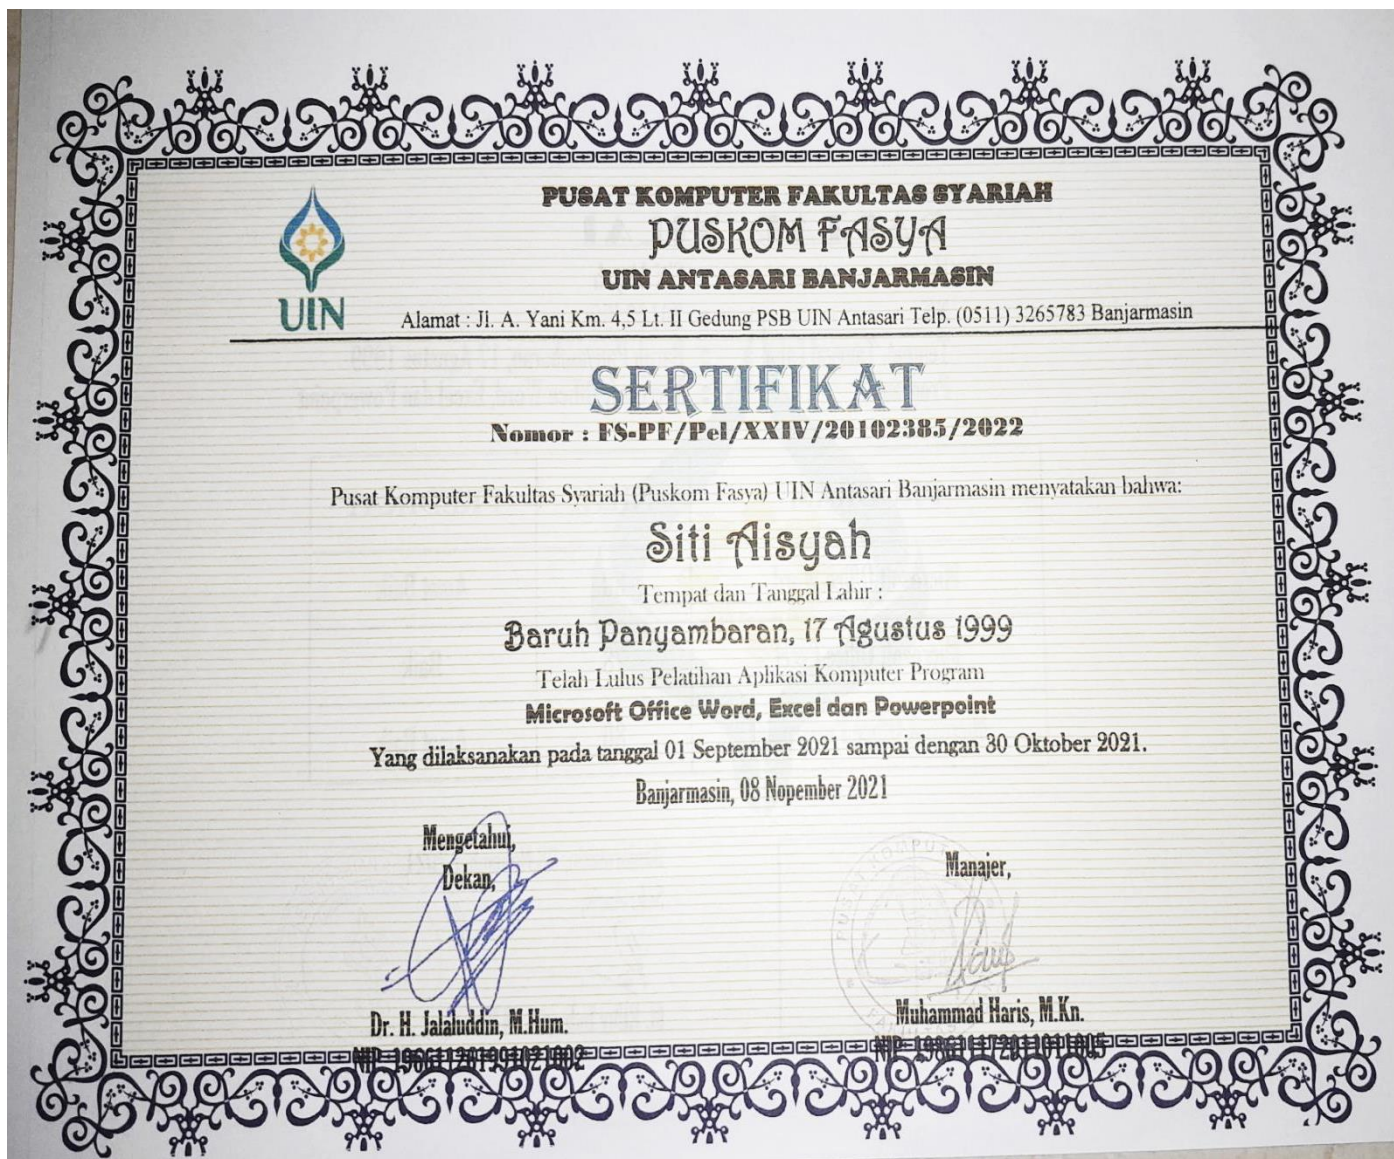 PUSAT KOMPUTER FAKULTAS SYARIAH
PUSKOM FASYA
UIN ANTASARI BANJARMASIN
UIN
Alamat : Jl. A. Yani Km. 4,5 Lt. II Gedung PSB UIN Antasari Telp. (0511) 3265783 Banjarmasin
SERTIFIKAT
Nomor : FS-PF/Pel/XXIV/20102385/2022
Pusat Komputer Fakultas Syariah (Puskom Fasya) UIN Antasari Banjarmasin menyatakan bahwa:
Siti Aisyah
Tempat dan Tanggal Lahir :
Baruh Panyambaran, 17 Agustus 1999
Telah Lulus Pelatihan Aplikasi Komputer Program
Microsoft Office Word, Excel dan Powerpoint
Yang dilaksanakan pada tanggal 01 September 2021 sampai dengan 30 Oktober 2021.
Banjarmasin, 08 Nopember 2021
Mengetahui,
Dekan,
Manajer,
PUSAT KOMPUT
Dr. H. Jalaluddin, M.Hum.
Muhammad Haris, M.Kn.
NIP.
NIP.